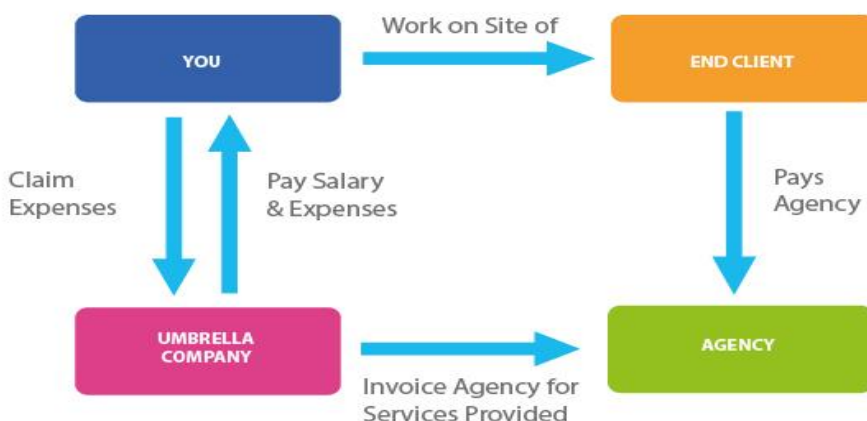 Work on Site of
YOU
END CLIENT
Claim
Expenses
Pay Salary
& Expenses
Pays
Agency
UMBRELLA
COMPANY
AGENCY
Invoice Agency for
Services Provided